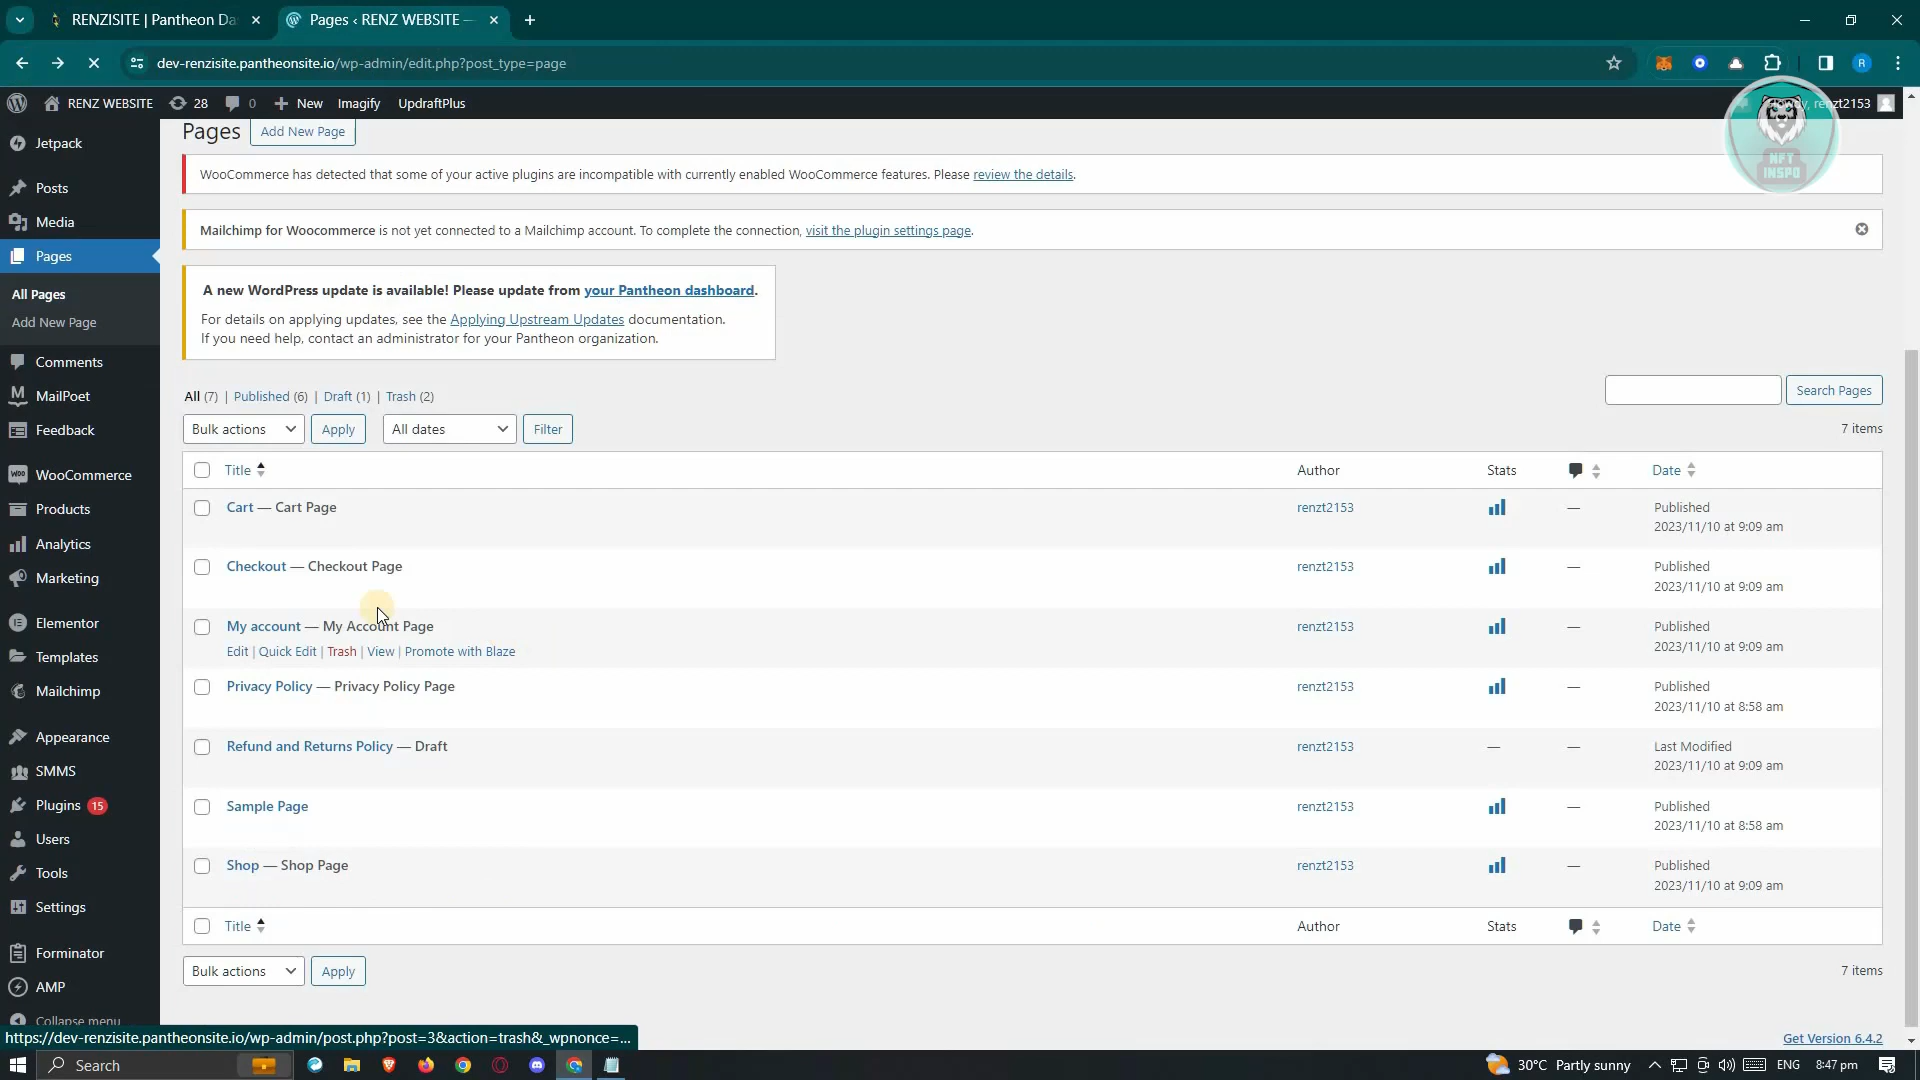 RENZISITE | Pantheon Da
Pages ‹ RENZ WEBSITE —
dev-renzisite.pantheonsite.io/wp-admin/edit.php?post_type=page
R
RENZ WEBSITE
28
0
New
Imagify
UpdraftPlus
renzt2153
NFT
INSPO
Jetpack
Posts
Media
Pages
All Pages
Add New Page
Comments
MailPoet
Feedback
WooCommerce
Products
Analytics
Marketing
Elementor
Templates
Mailchimp
Appearance
SMMS
Plugins 15
Users
Tools
Settings
Forminator
AMP
Collapse menu
Pages
Add New Page
WooCommerce has detected that some of your active plugins are incompatible with currently enabled WooCommerce features. Please review the details.
Mailchimp for Woocommerce is not yet connected to a Mailchimp account. To complete the connection, visit the plugin settings page.
A new WordPress update is available! Please update from your Pantheon dashboard.
For details on applying updates, see the Applying Upstream Updates documentation.
If you need help, contact an administrator for your Pantheon organization.
All (7) | Published (6) | Draft (1) | Trash (2)
Search Pages
Bulk actions
Apply
All dates
Filter
7 items
Title
Author
Stats
Date
Cart — Cart Page
renzt2153
—
Published
2023/11/10 at 9:09 am
Checkout — Checkout Page
renzt2153
—
Published
2023/11/10 at 9:09 am
My account — My Account Page
Edit | Quick Edit | Trash | View | Promote with Blaze
renzt2153
—
Published
2023/11/10 at 9:09 am
Privacy Policy — Privacy Policy Page
renzt2153
—
Published
2023/11/10 at 8:58 am
Refund and Returns Policy — Draft
renzt2153
—
—
Last Modified
2023/11/10 at 9:09 am
Sample Page
renzt2153
—
Published
2023/11/10 at 8:58 am
Shop — Shop Page
renzt2153
—
Published
2023/11/10 at 9:09 am
Title
Author
Stats
Date
Bulk actions
Apply
7 items
https://dev-renzisite.pantheonsite.io/wp-admin/post.php?post=3&action=trash&_wpnonce=...
Get Version 6.4.2
Search
30°C Partly sunny
ENG
8:47 pm